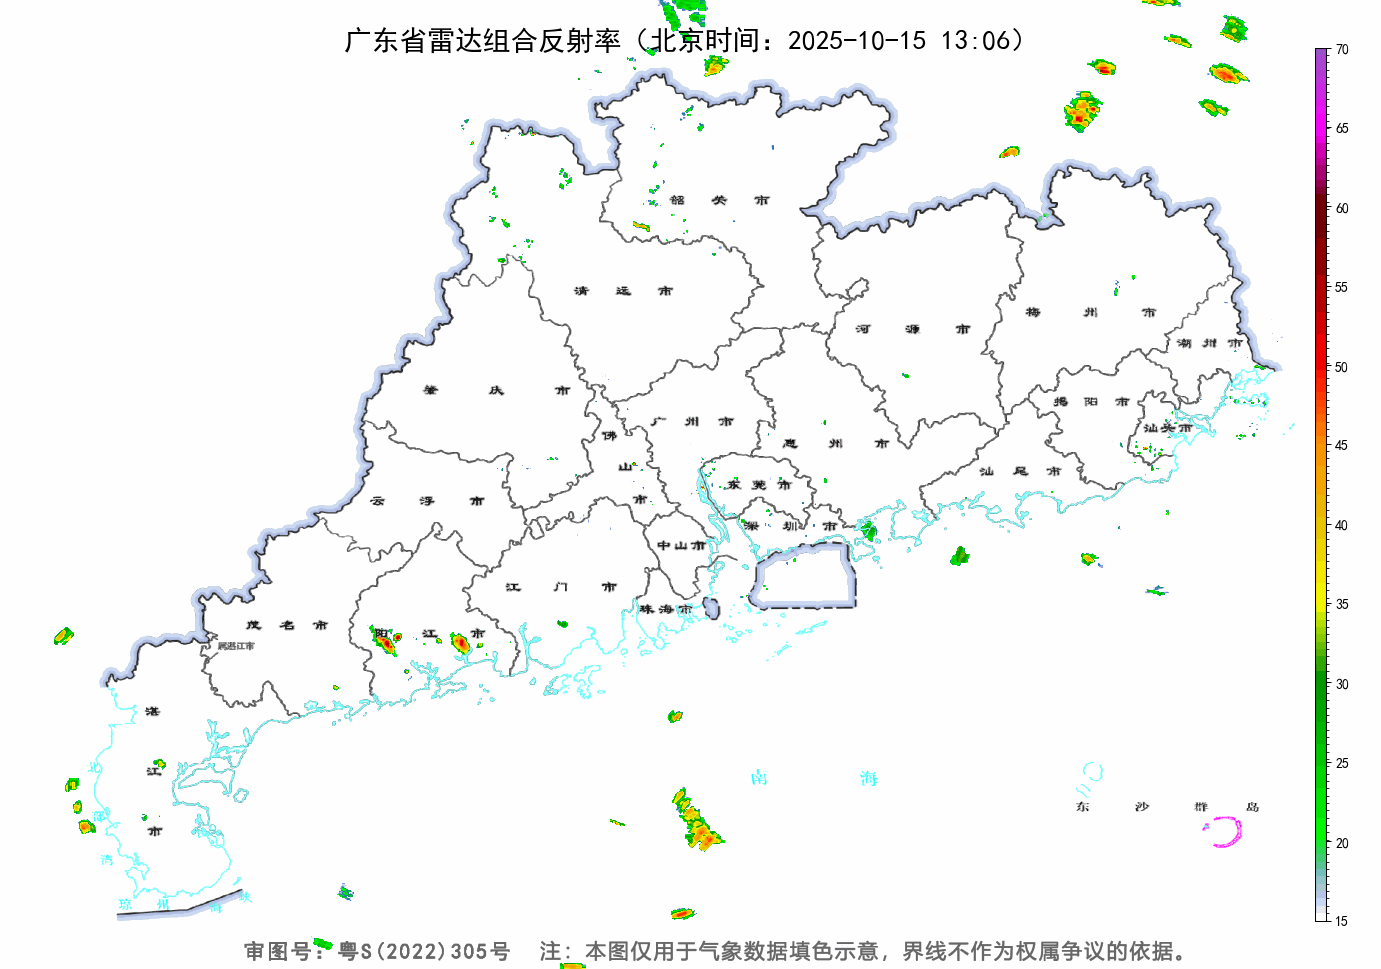 广东省雷达组合反射率（北京时间：2025-10-15 13:06）
70
65
60
55
50
45
40
35
30
25
20
15
韶关市
清远市
河源市
梅州市
潮州市
肇庆市
广州市
惠州市
揭阳市
汕头市
佛山市
汕尾市
云浮市
东莞市
深圳市
中山市
江门市
珠海市
茂名市
阳江市
属湛江市
湛江市
北部湾
南海
东沙群岛
琼州海峡
审图号：粤S(2022)305号 注：本图仅用于气象数据填色示意，界线不作为权属争议的依据。